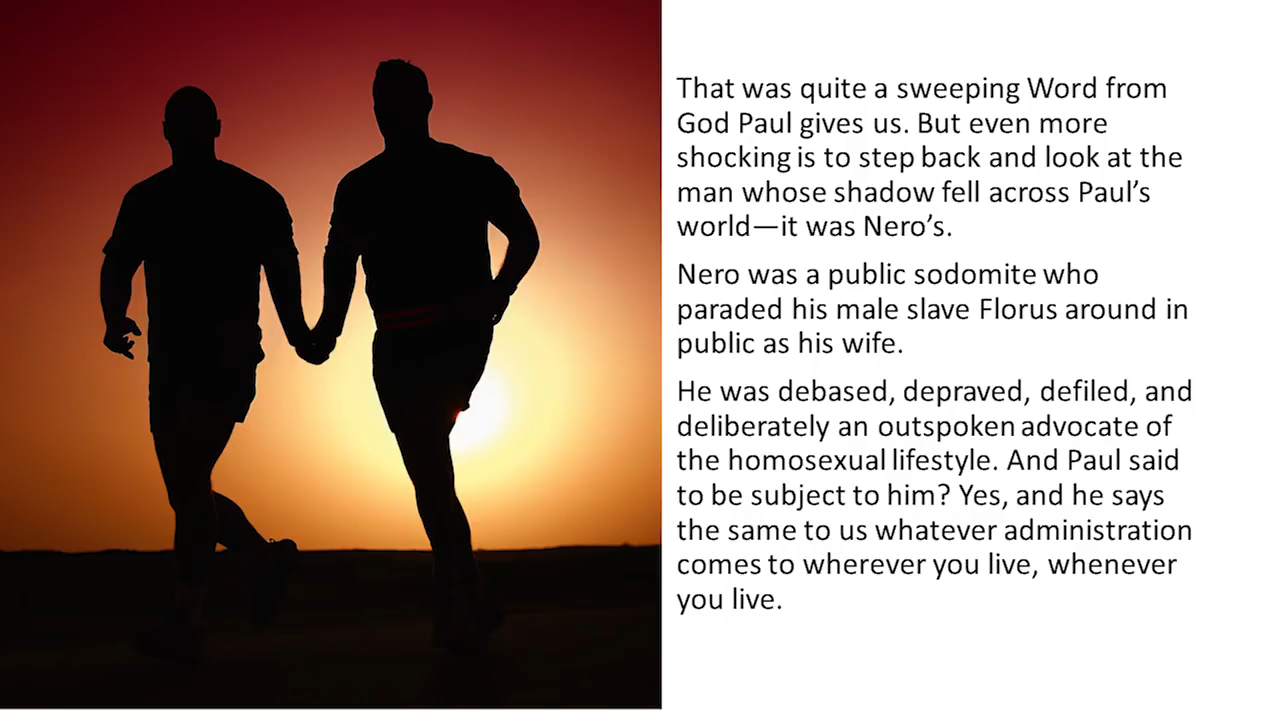 That was quite a sweeping Word from
God Paul gives us. But even more
shocking is to step back and look at the
man whose shadow fell across Paul's
world—it was Nero's.
Nero was a public sodomite who
paraded his male slave Florus around in
public as his wife.
He was debased, depraved, defiled, and
deliberately an outspoken advocate of
the homosexual lifestyle. And Paul said
to be subject to him? Yes, and he says
the same to us whatever administration
comes to wherever you live, whenever
you live.